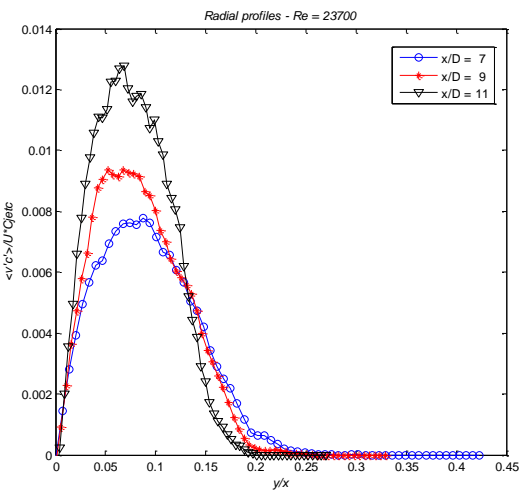 Radial profiles - Re = 23700
0.014
0.012
0.01
0.008
0.006
0.004
0.002
0
<v'c'>/U*Cjetc
x/D = 7
x/D = 9
x/D = 11
0 0.05 0.1 0.15 0.2 0.25 0.3 0.35 0.4 0.45
y/x